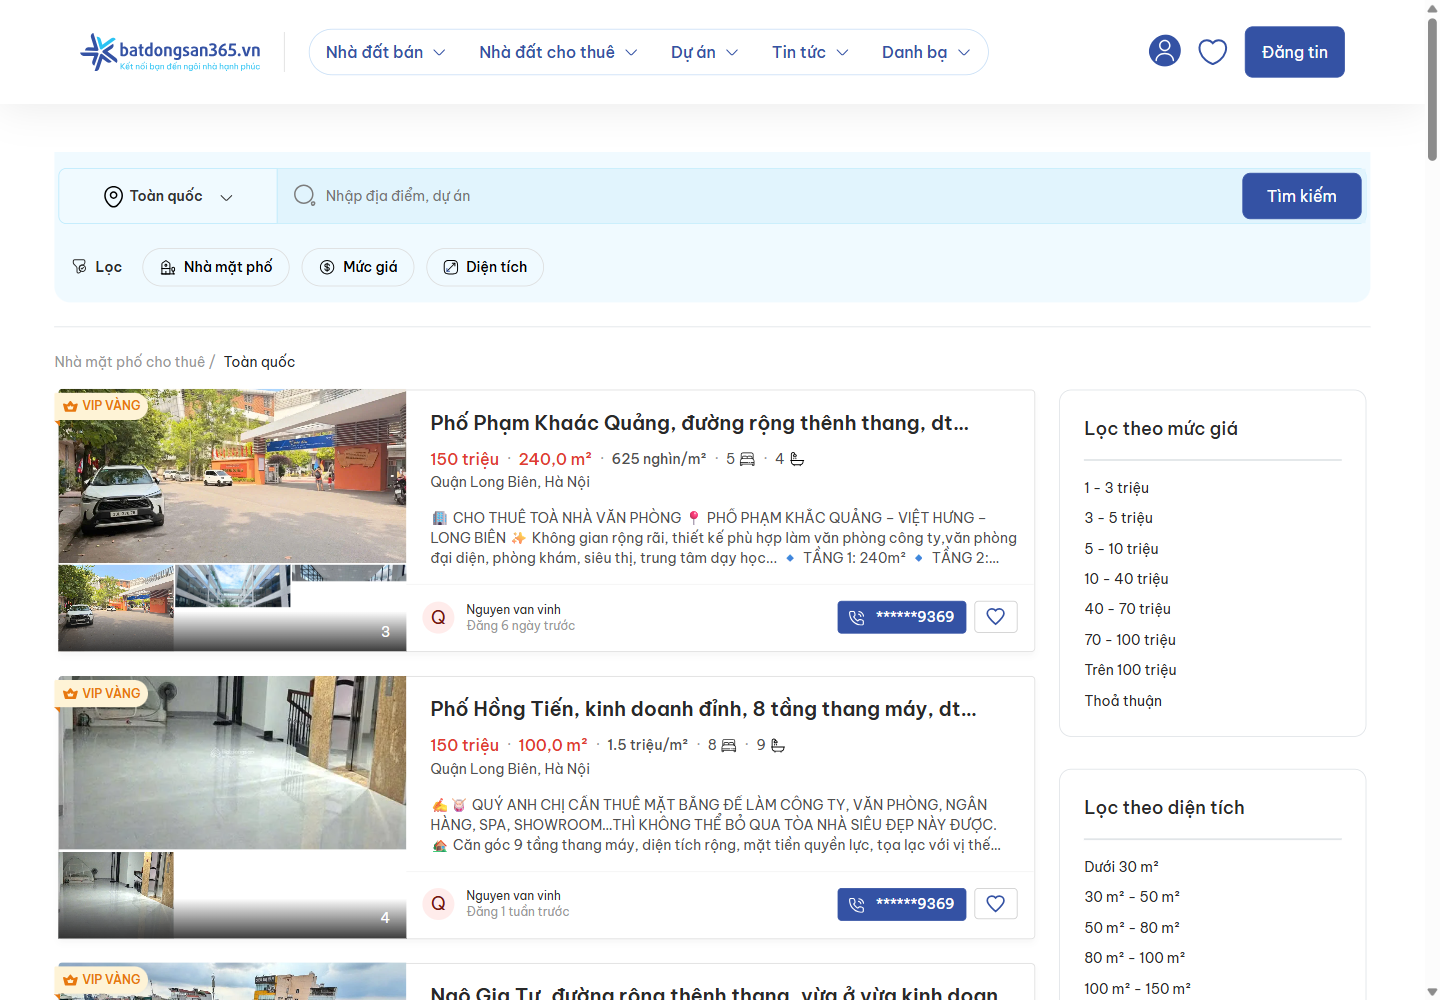 batdongsan365.vn
Kết nối bạn đến ngôi nhà hạnh phúc
Nhà đất bán
Nhà đất cho thuê
Dự án
Tin tức
Danh bạ
Đăng tin
Toàn quốc
Nhập địa điểm, dự án
Tìm kiếm
Lọc
Nhà mặt phố
Mức giá
Diện tích
Nhà mặt phố cho thuê / Toàn quốc
VIP VÀNG
3
Phố Phạm Khaác Quảng, đường rộng thênh thang, dt...
150 triệu · 240,0 m² · 625 nghìn/m² · 5 · 4
Quận Long Biên, Hà Nội
🏢 CHO THUÊ TOÀ NHÀ VĂN PHÒNG 📍 PHỐ PHẠM KHẮC QUẢNG – VIỆT HƯNG –
LONG BIÊN ✨ Không gian rộng rãi, thiết kế phù hợp làm văn phòng công ty,văn phòng
đại diện, phòng khám, siêu thị, trung tâm dạy học... 🔹 TẦNG 1: 240m² 🔹 TẦNG 2:...
Q
Nguyen van vinh
Đăng 6 ngày trước
******9369
VIP VÀNG
4
Phố Hồng Tiến, kinh doanh đỉnh, 8 tầng thang máy, dt...
150 triệu · 100,0 m² · 1.5 triệu/m² · 8 · 9
Quận Long Biên, Hà Nội
✍️ 👹 QUÝ ANH CHỊ CẦN THUÊ MẶT BẰNG ĐỂ LÀM CÔNG TY, VĂN PHÒNG, NGÂN
HÀNG, SPA, SHOWROOM...THÌ KHÔNG THỂ BỎ QUA TÒA NHÀ SIÊU ĐẸP NÀY ĐƯỢC.
🏠 Căn góc 9 tầng thang máy, diện tích rộng, mặt tiền quyền lực, tọa lạc với vị thế...
Q
Nguyen van vinh
Đăng 1 tuần trước
******9369
VIP VÀNG
Ngô Gia Tự, đường rộng thênh thang, vừa ở vừa kinh doan
Lọc theo mức giá
1 - 3 triệu
3 - 5 triệu
5 - 10 triệu
10 - 40 triệu
40 - 70 triệu
70 - 100 triệu
Trên 100 triệu
Thoả thuận
Lọc theo diện tích
Dưới 30 m²
30 m² - 50 m²
50 m² - 80 m²
80 m² - 100 m²
100 m² - 150 m²